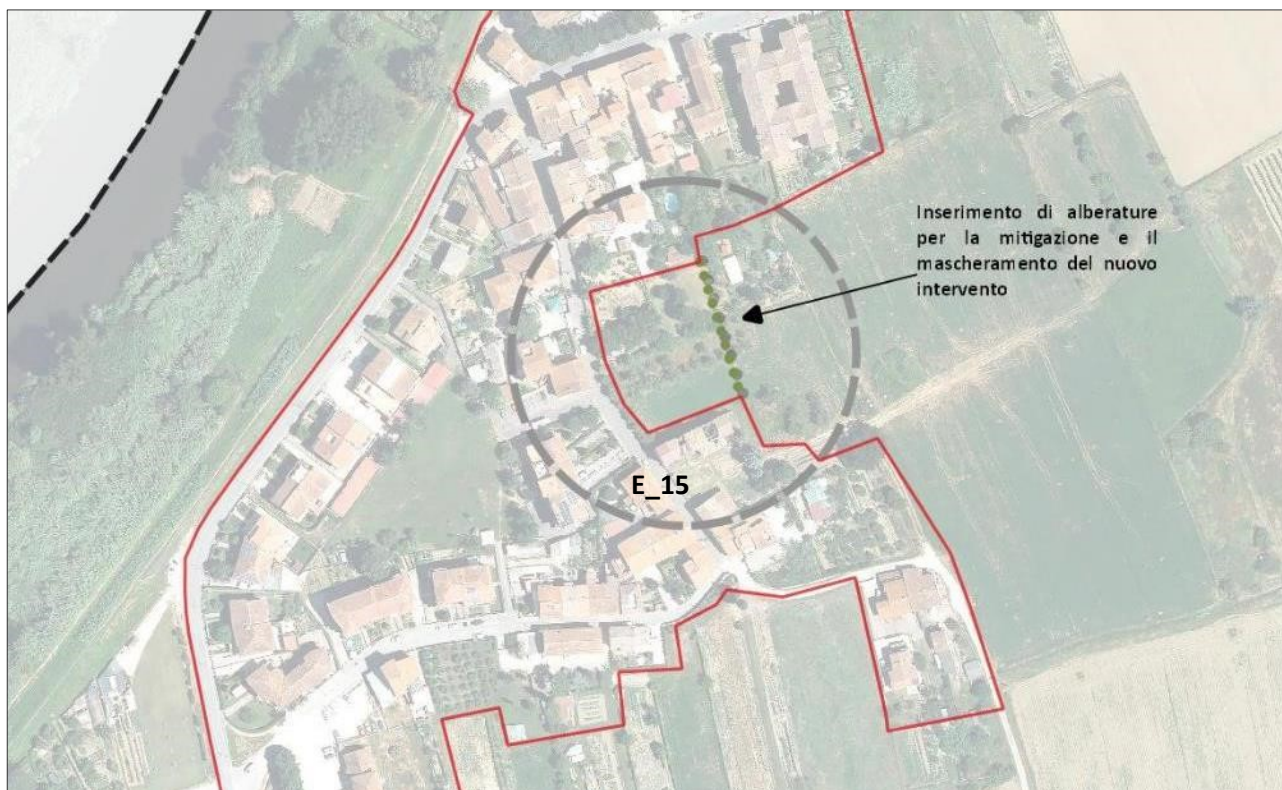 Inserimento di alberature
per la mitigazione e il
mascheramento del nuovo
intervento
E_15